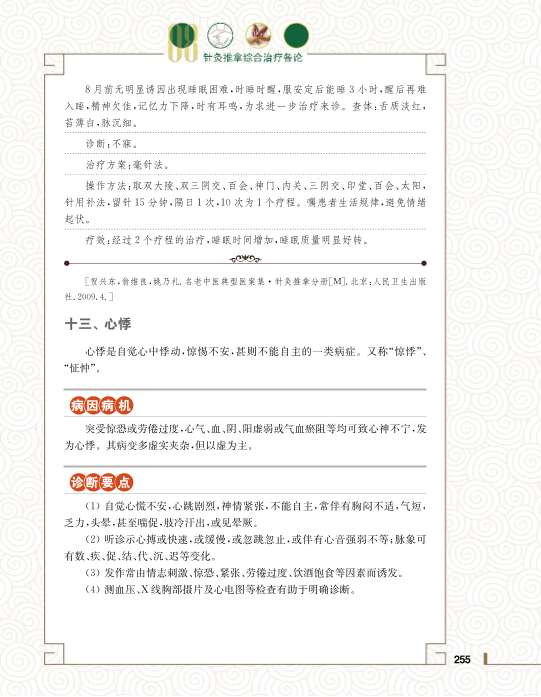 08
针灸推拿综合治疗各论
8月前无明显诱因出现睡眠困难,时睡时醒,服安定后能睡3小时,醒后再难
入睡,精神欠佳,记忆力下降,时有耳鸣,为求进一步治疗来诊。查体:舌质淡红,
苔薄白,脉沉细。
诊断:不寐。
治疗方案:毫针法。
操作方法:取双大陵、双三阴交、百会、神门、内关、三阴交、印堂、百会、太阳,
针用补法,留针15分钟,隔日1次,10次为1个疗程。嘱患者生活规律,避免情绪
起伏。
疗效:经过2个疗程的治疗,睡眠时间增加,睡眠质量明显好转。
[贺兴东,翁维良,姚乃礼.名老中医典型医案集·针灸推拿分册[M].北京:人民卫生出版
社.2009.4.]
十三、心悸
心悸是自觉心中悸动,惊惕不安,甚则不能自主的一类病症。又称“惊悸”、
“怔忡”。
病因病机
突受惊恐或劳倦过度,心气、血、阴、阳虚弱或气血瘀阻等均可致心神不宁,发
为心悸。其病变多虚实夹杂,但以虚为主。
诊断要点
(1) 自觉心慌不安,心跳剧烈,神情紧张,不能自主,常伴有胸闷不适,气短,
乏力,头晕,甚至喘促,肢冷汗出,或见晕厥。
(2) 听诊示心搏或快速,或缓慢,或忽跳忽止,或伴有心音强弱不等;脉象可
有数、疾、促、结、代、沉、迟等变化。
(3) 发作常由情志刺激、惊恐、紧张、劳倦过度、饮酒饱食等因素而诱发。
(4) 测血压、X线胸部摄片及心电图等检查有助于明确诊断。
255